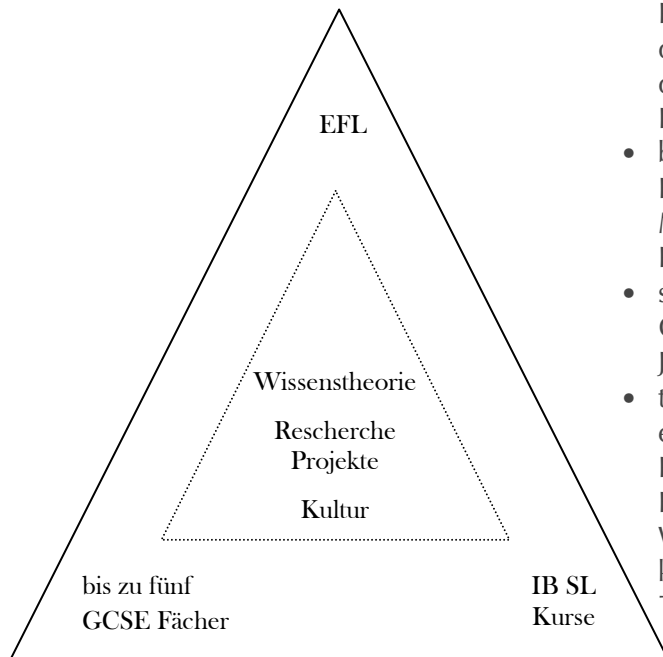 EFL
Wissenstheorie
Rescherche
Projekte
Kultur
bis zu fünf
GCSE Fächer
IB SL
Kurse